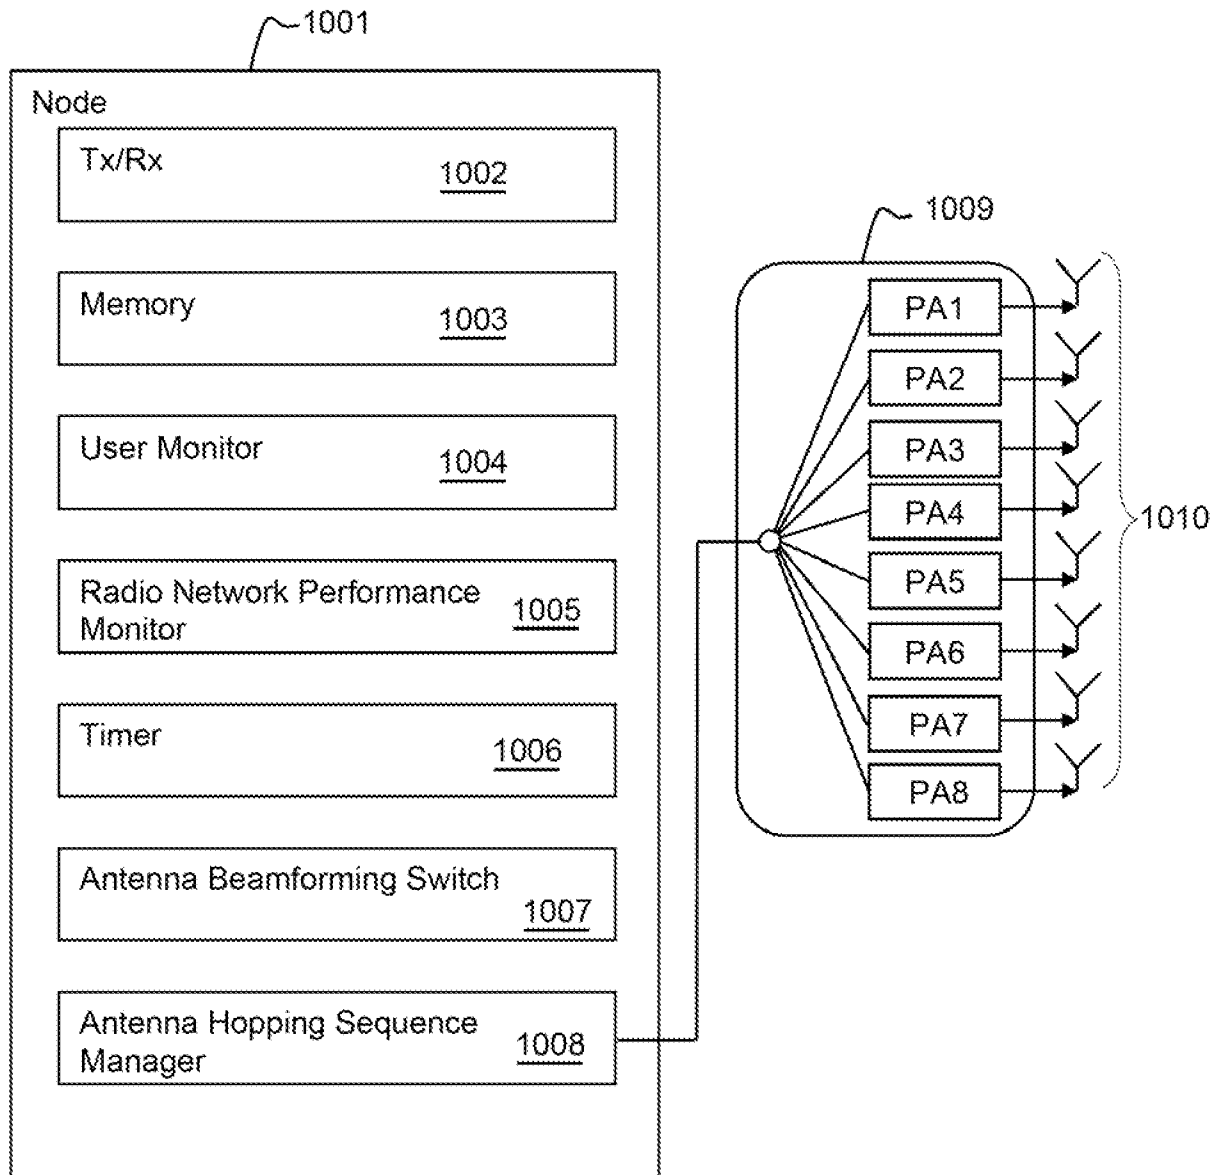 1001
Node
Tx/Rx
1002
Memory
1003
User Monitor
1004
Radio Network Performance
Monitor
1005
Timer
1006
Antenna Beamforming Switch
1007
Antenna Hopping Sequence
Manager
1008
1009
PA1
PA2
PA3
PA4
PA5
PA6
PA7
PA8
1010